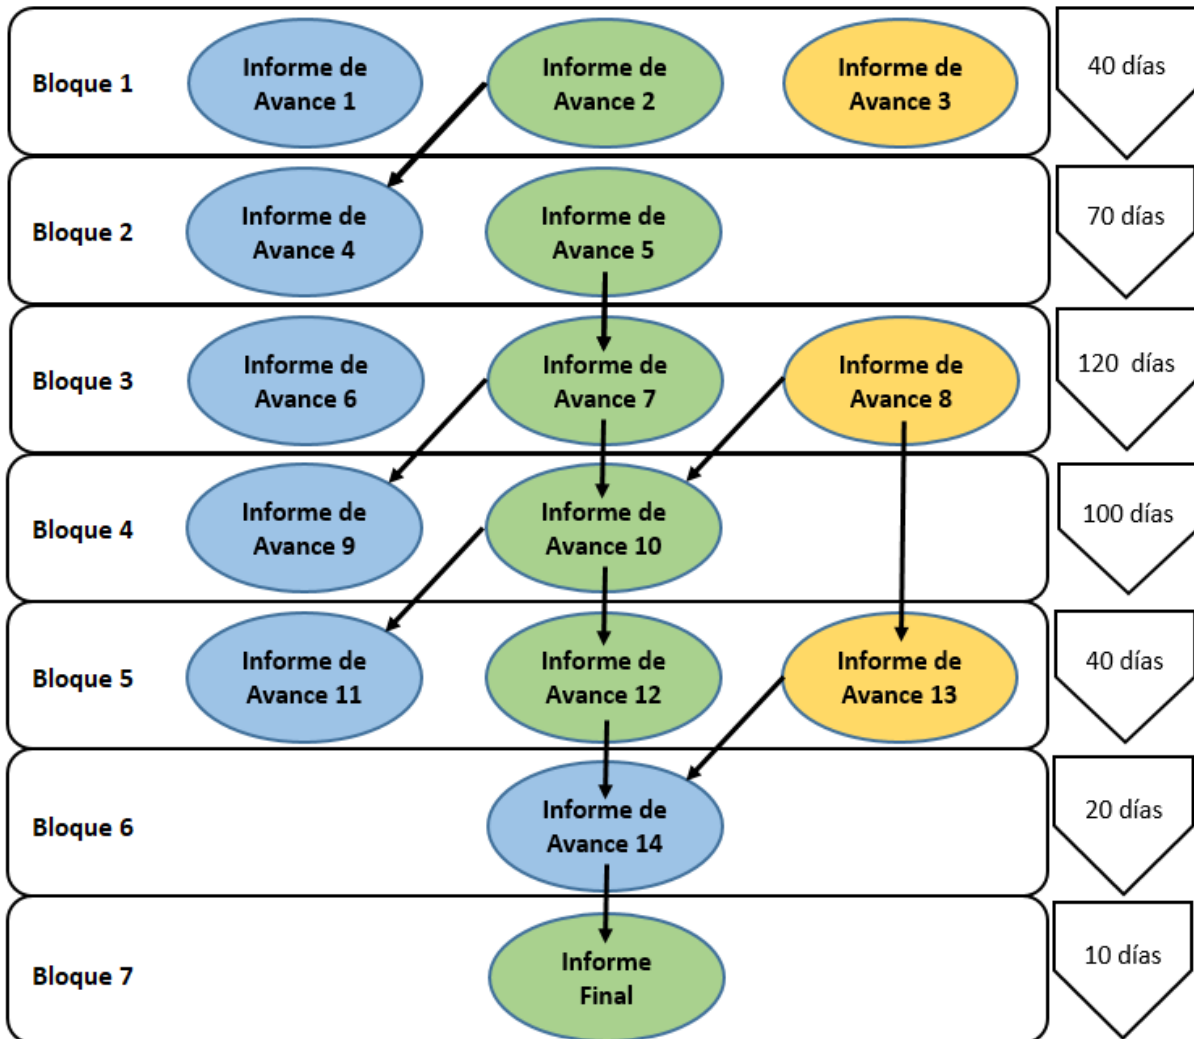 Bloque 1
Informe de
Avance 1
Informe de
Avance 2
Informe de
Avance 3
40 días
Bloque 2
Informe de
Avance 4
Informe de
Avance 5
70 días
Bloque 3
Informe de
Avance 6
Informe de
Avance 7
Informe de
Avance 8
120 días
Bloque 4
Informe de
Avance 9
Informe de
Avance 10
100 días
Bloque 5
Informe de
Avance 11
Informe de
Avance 12
Informe de
Avance 13
40 días
Bloque 6
Informe de
Avance 14
20 días
Bloque 7
Informe
Final
10 días